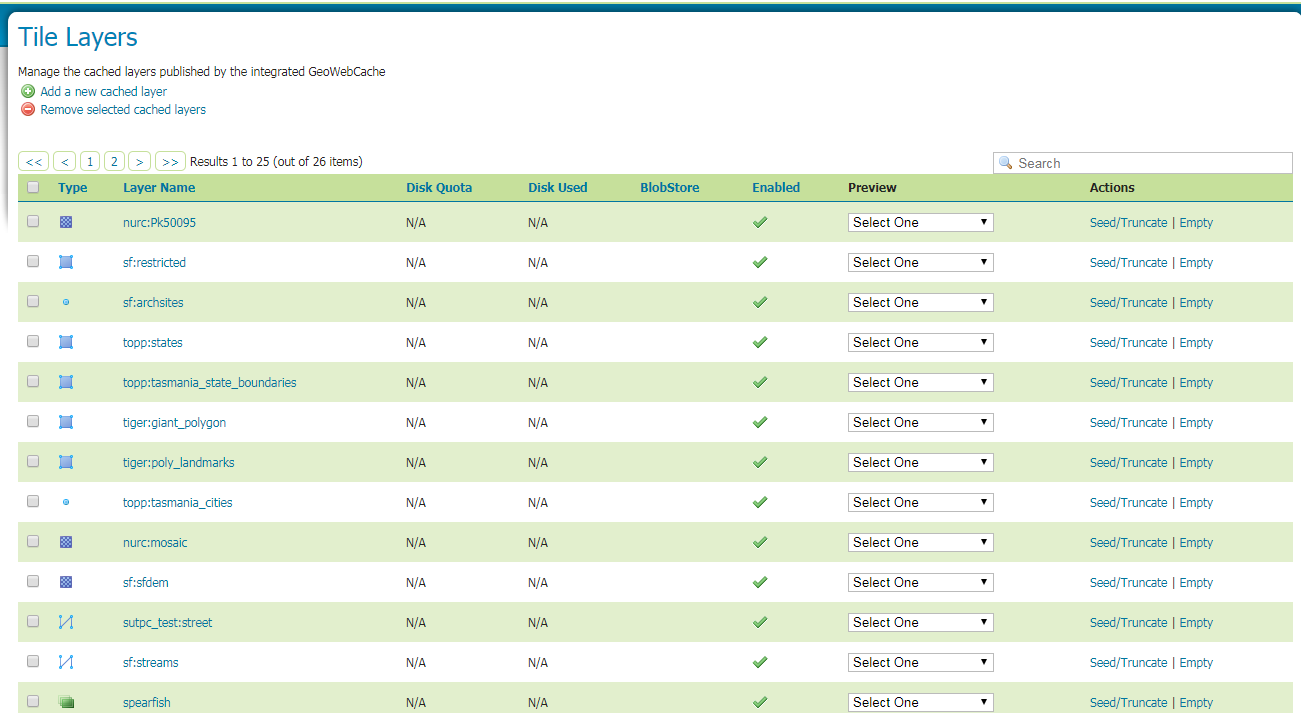 Tile Layers
Manage the cached layers published by the integrated GeoWebCache
Add a new cached layer
Remove selected cached layers
<< < 1 2 > >> Results 1 to 25 (out of 26 items) Search
Type Layer Name Disk Quota Disk Used BlobStore Enabled Preview Actions
nurc:Pk50095 N/A N/A Select One Seed/Truncate | Empty
sf:restricted N/A N/A Select One Seed/Truncate | Empty
sf:archsites N/A N/A Select One Seed/Truncate | Empty
topp:states N/A N/A Select One Seed/Truncate | Empty
topp:tasmania_state_boundaries N/A N/A Select One Seed/Truncate | Empty
tiger:giant_polygon N/A N/A Select One Seed/Truncate | Empty
tiger:poly_landmarks N/A N/A Select One Seed/Truncate | Empty
topp:tasmania_cities N/A N/A Select One Seed/Truncate | Empty
nurc:mosaic N/A N/A Select One Seed/Truncate | Empty
sf:sfdem N/A N/A Select One Seed/Truncate | Empty
sutpc_test:street N/A N/A Select One Seed/Truncate | Empty
sf:streams N/A N/A Select One Seed/Truncate | Empty
spearfish N/A N/A Select One Seed/Truncate | Empty